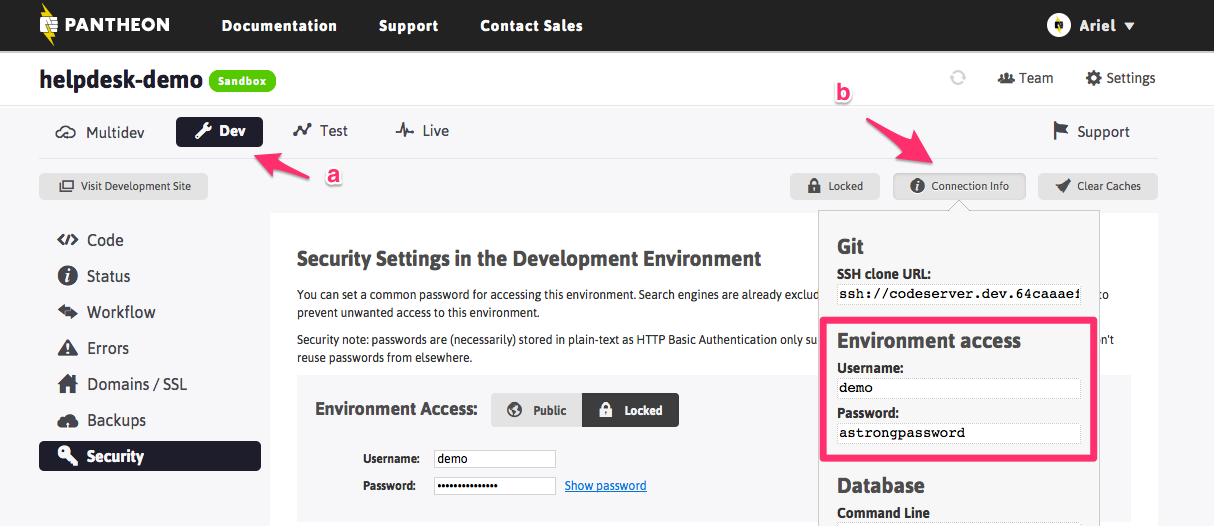 PANTHEON Documentation Support Contact Sales Ariel
helpdesk-demo Sandbox Team Settings
b
Multidev Dev Test Live Support
a
Visit Development Site Locked Connection Info Clear Caches
Code
Status
Workflow
Errors
Domains / SSL
Backups
Security
Security Settings in the Development Environment
You can set a common password for accessing this environment. Search engines are already exclu to
prevent unwanted access to this environment.
Security note: passwords are (necessarily) stored in plain-text as HTTP Basic Authentication only su n't
reuse passwords from elsewhere.
Environment Access: Public Locked
Username: demo
Password: •••••••••••••• Show password
Git
SSH clone URL:
ssh://codeserver.dev.64caaaef
Environment access
Username:
demo
Password:
astrongpassword
Database
Command Line